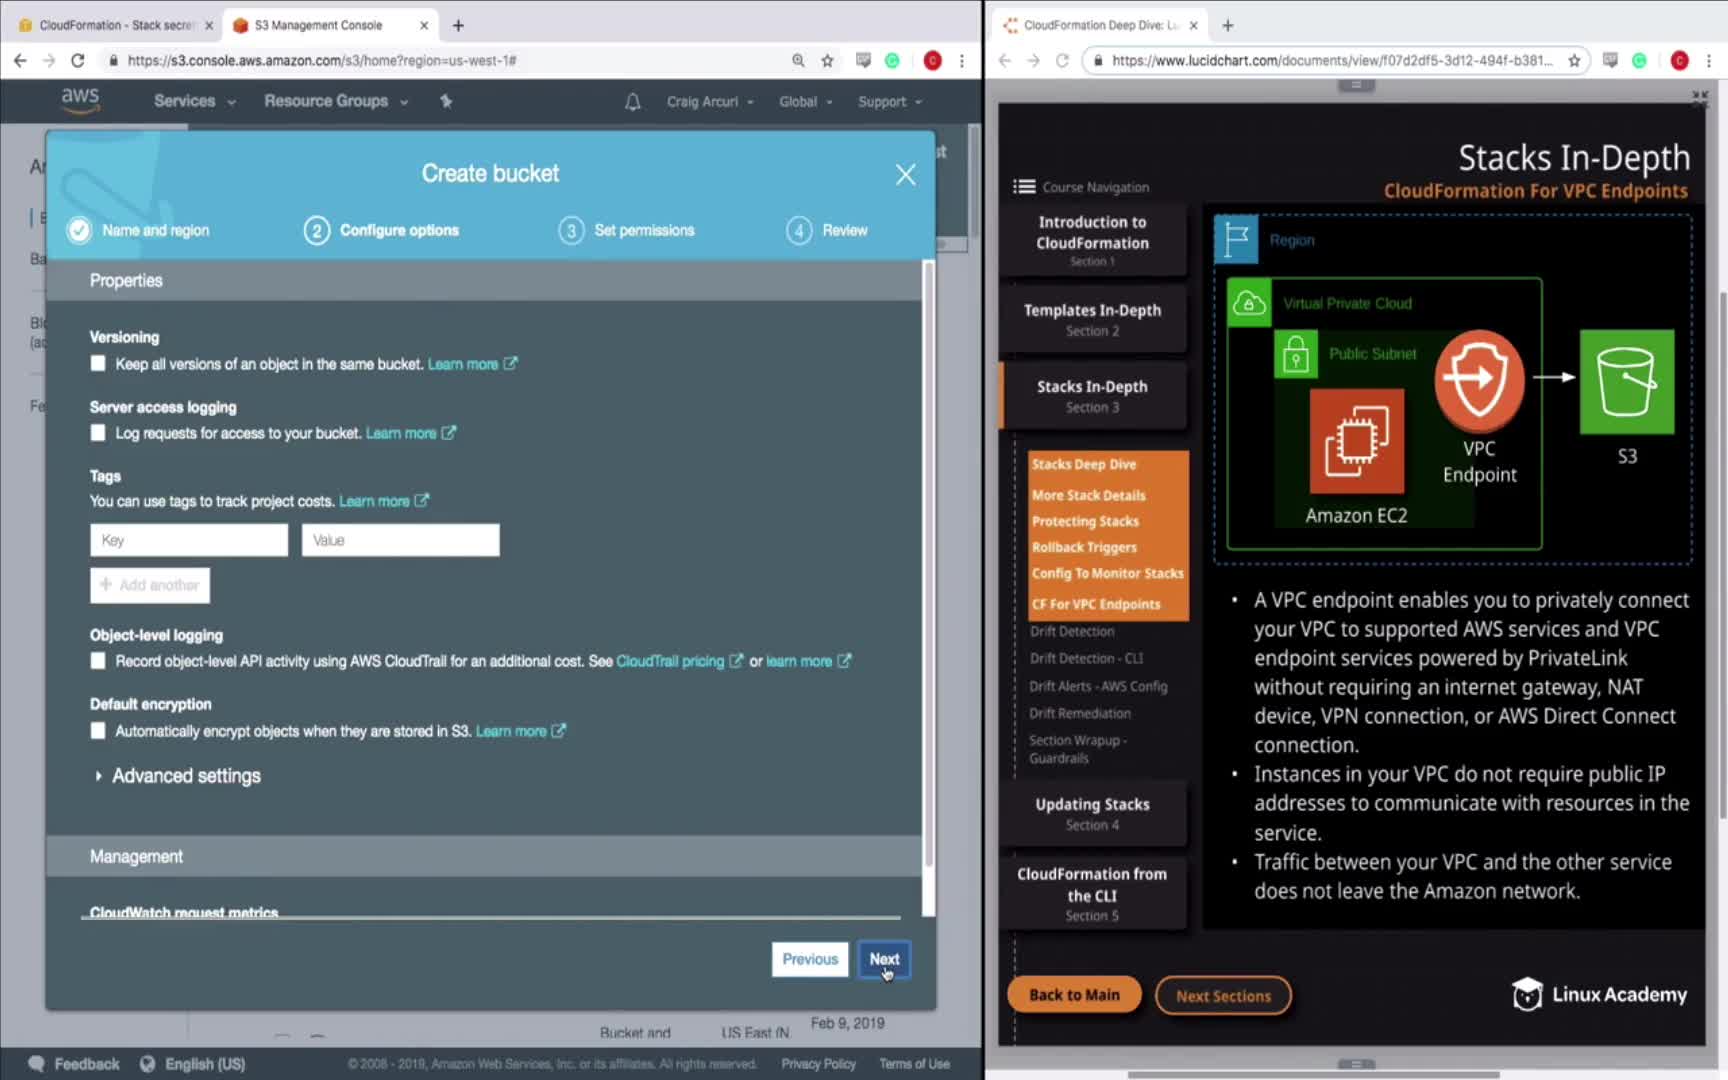 CloudFormation - Stack secret
S3 Management Console
https://s3.console.aws.amazon.com/s3/home?region=us-west-1#
aws
Services
Resource Groups
Craig Arcuri
Global
Support
Create bucket
Name and region
2
Configure options
3
Set permissions
4
Review
Properties
Versioning
Keep all versions of an object in the same bucket. Learn more
Server access logging
Log requests for access to your bucket. Learn more
Tags
You can use tags to track project costs. Learn more
Key
Value
+ Add another
Object-level logging
Record object-level API activity using AWS CloudTrail for an additional cost. See CloudTrail pricing or learn more
Default encryption
Automatically encrypt objects when they are stored in S3. Learn more
Advanced settings
Management
CloudWatch request metrics
Previous
Next
Bucket and
US East (N.
Feb 9, 2019
Feedback
English (US)
© 2008 - 2019, Amazon Web Services, Inc. or its affiliates. All rights reserved.
Privacy Policy
Terms of Use
CloudFormation Deep Dive: Lu
https://www.lucidchart.com/documents/view/f07d2df5-3d12-494f-b381...
Stacks In-Depth
CloudFormation For VPC Endpoints
Course Navigation
Introduction to
CloudFormation
Section 1
Templates In-Depth
Section 2
Stacks In-Depth
Section 3
Stacks Deep Dive
More Stack Details
Protecting Stacks
Rollback Triggers
Config To Monitor Stacks
CF For VPC Endpoints
Drift Detection
Drift Detection - CLI
Drift Alerts - AWS Config
Drift Remediation
Section Wrapup -
Guardrails
Updating Stacks
Section 4
CloudFormation from
the CLI
Section 5
Region
Virtual Private Cloud
Public Subnet
Amazon EC2
VPC
Endpoint
S3
• A VPC endpoint enables you to privately connect
your VPC to supported AWS services and VPC
endpoint services powered by PrivateLink
without requiring an internet gateway, NAT
device, VPN connection, or AWS Direct Connect
connection.
• Instances in your VPC do not require public IP
addresses to communicate with resources in the
service.
• Traffic between your VPC and the other service
does not leave the Amazon network.
Back to Main
Next Sections
Linux Academy